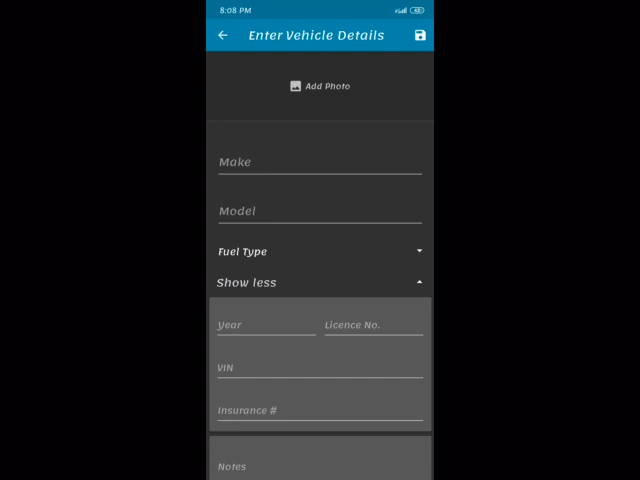 8:08 PM 42
Enter Vehicle Details
Add Photo
Make
Model
Fuel Type
Show less
Year Licence No.
VIN
Insurance #
Notes